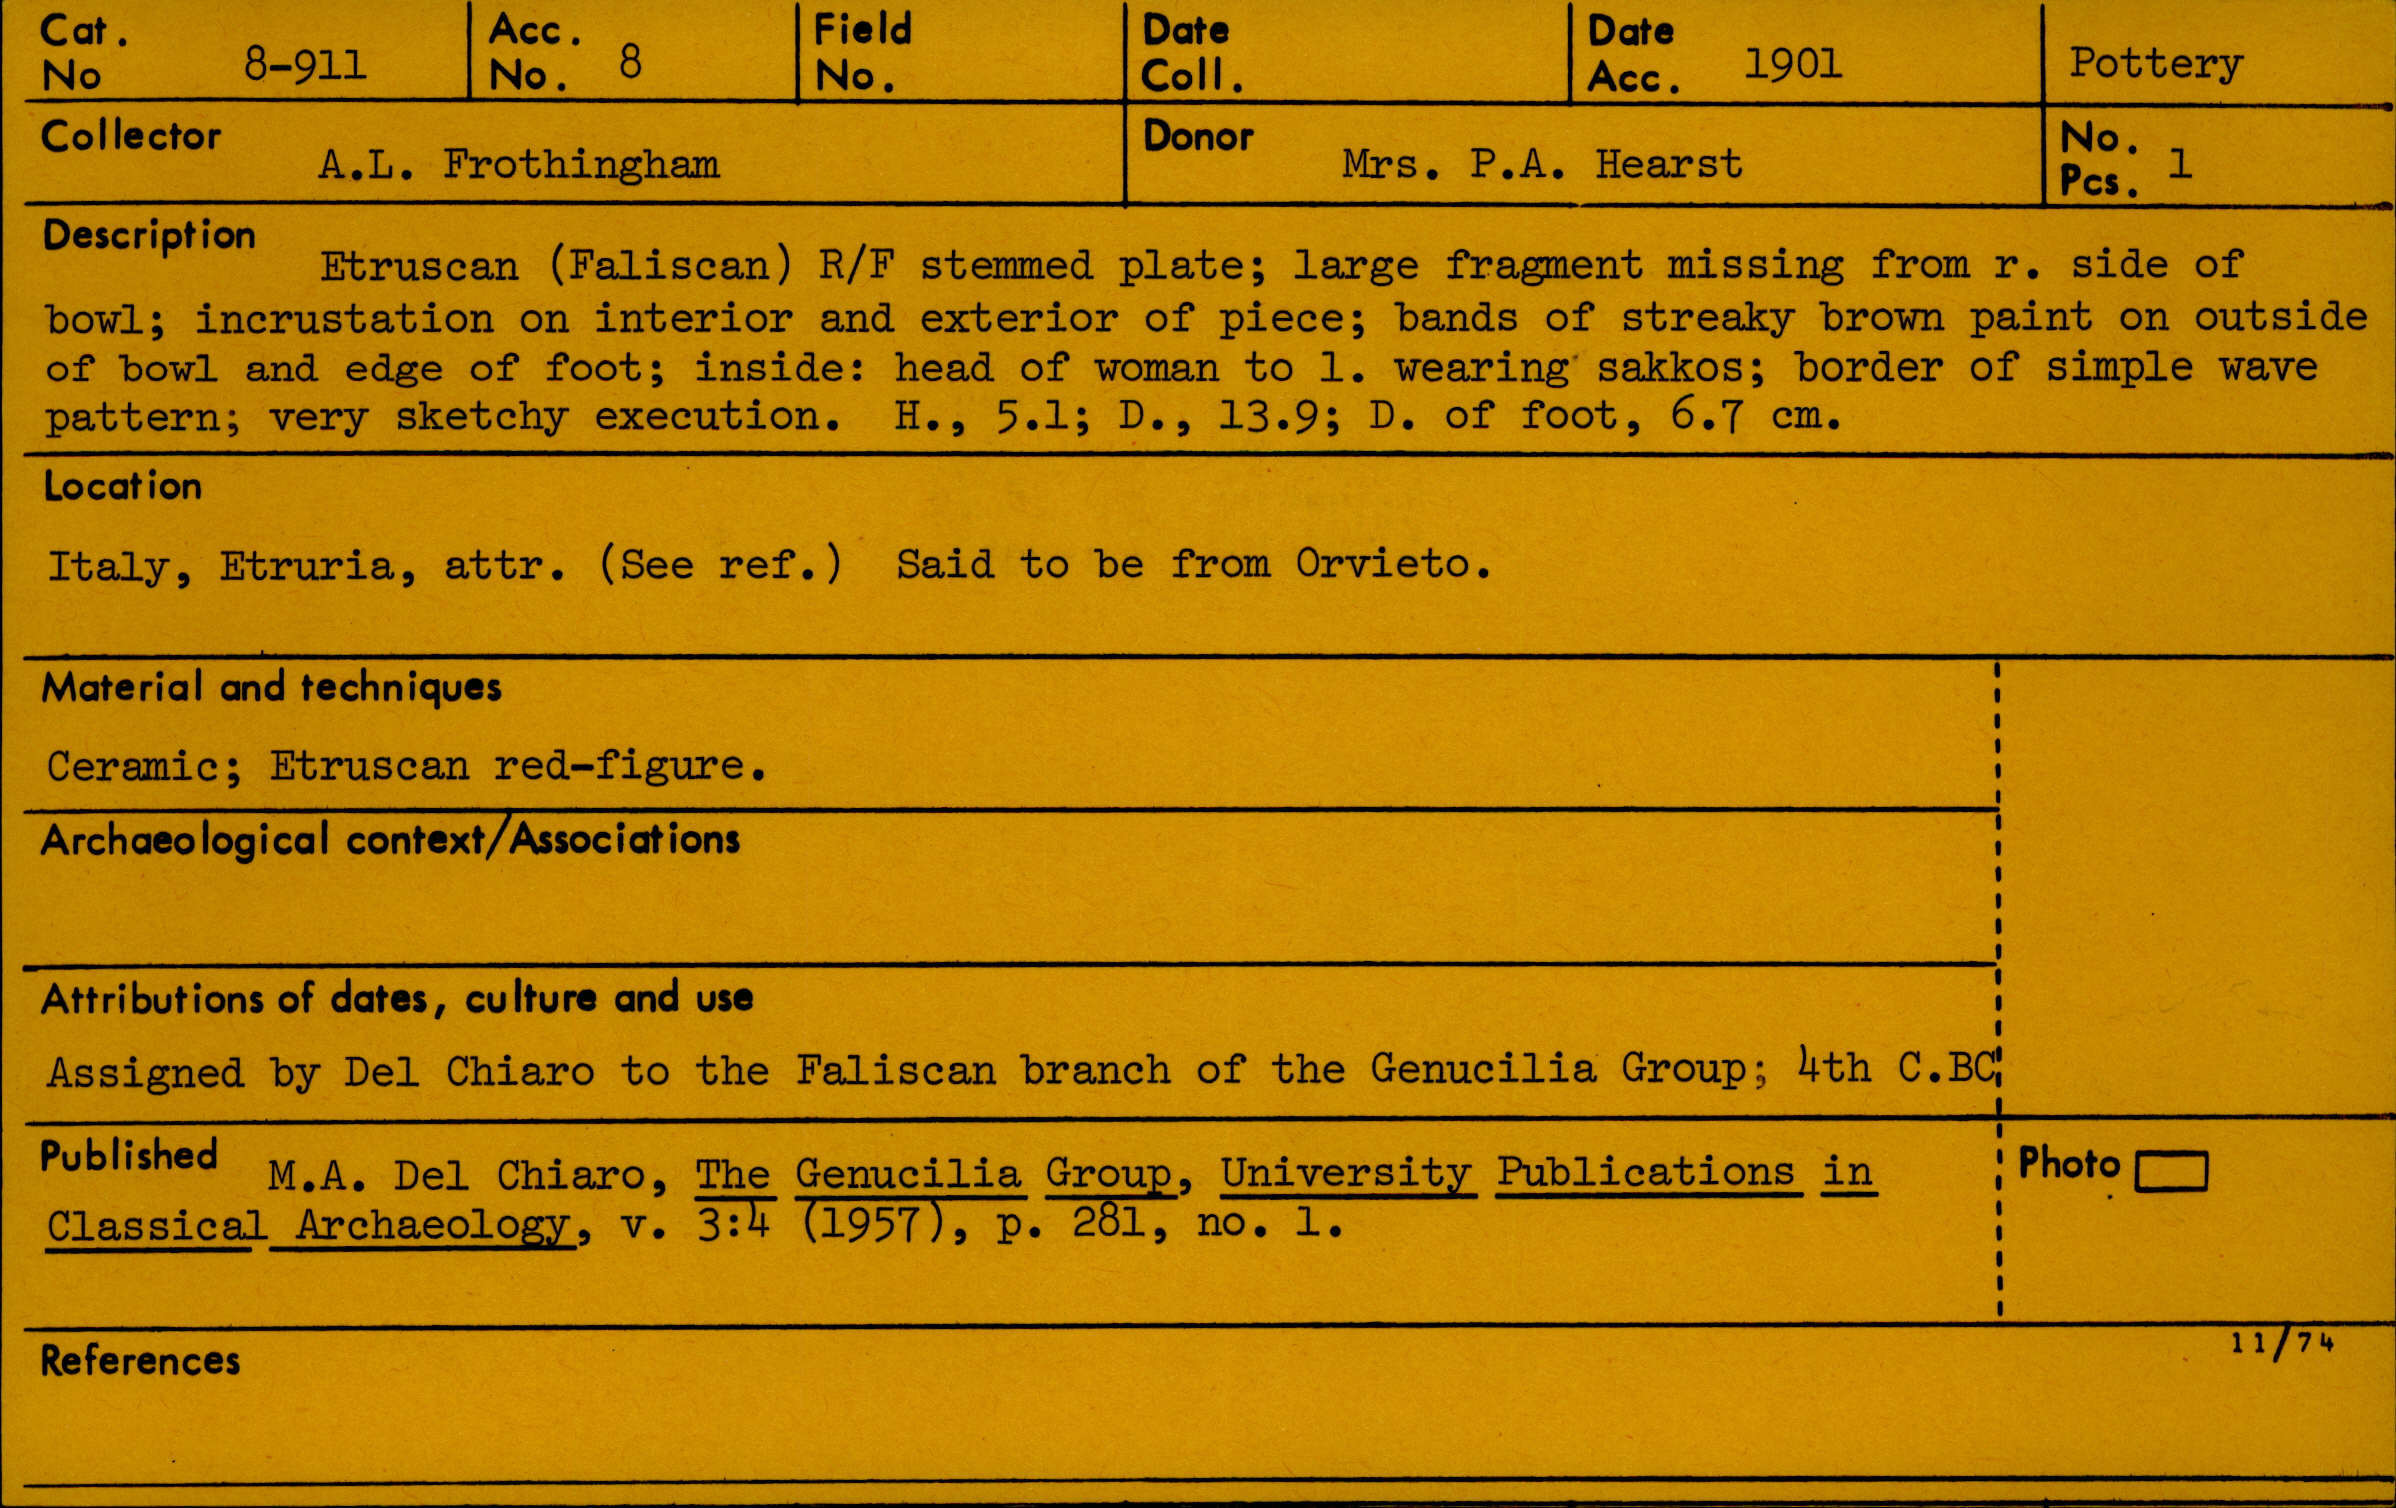 Cat. No 8-911 Acc. No. 8 Field No. Date Coll. Date Acc. 1901 Pottery
Collector A.L. Frothingham Donor Mrs. P.A. Hearst No. Pcs. 1
Description Etruscan (Faliscan) R/F stemmed plate; large fragment missing from r. side of
bowl; incrustation on interior and exterior of piece; bands of streaky brown paint on outside
of bowl and edge of foot; inside: head of woman to l. wearing sakkos; border of simple wave
pattern; very sketchy execution. H., 5.1; D., 13.9; D. of foot, 6.7 cm.
Location
Italy, Etruria, attr. (See ref.) Said to be from Orvieto.
Material and techniques
Ceramic; Etruscan red-figure.
Archaeological context/Associations
Attributions of dates, culture and use
Assigned by Del Chiaro to the Faliscan branch of the Genucilia Group; 4th C.BC
Published M.A. Del Chiaro, The Genucilia Group, University Publications in
Classical Archaeology, v. 3:4 (1957), p. 281, no. 1.
Photo
References
11/74